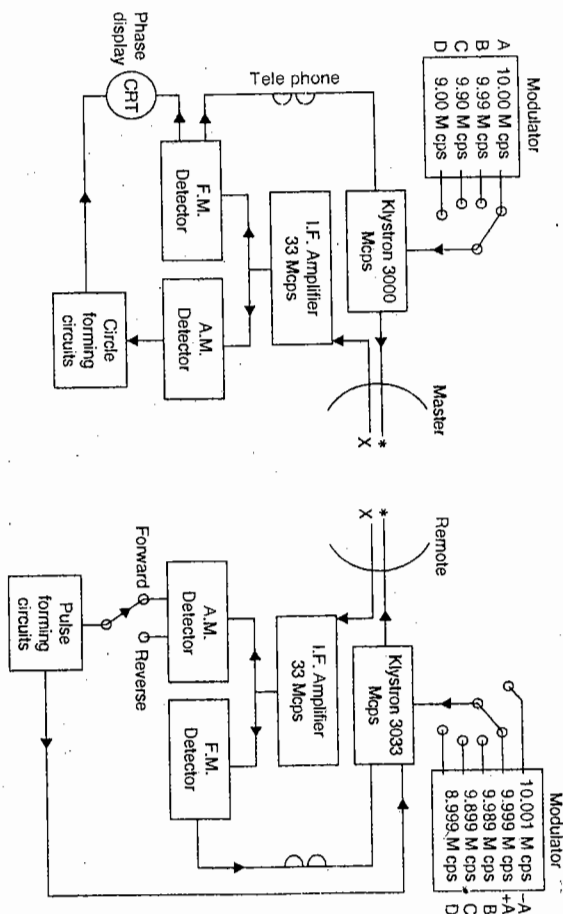 Modulator
A 10.00 M cps
B 9.99 M cps
C 9.90 M cps
D 9.00 M cps
Klystron 3000
Mcps
Master
*
X
Tele phone
I.F. Amplifier
33 Mcps
F.M.
Detector
A.M.
Detector
Phase
display
CRT
Circle
forming
circuits
Modulator
10.001 M cps -A
9.999 M cps +A
9.989 M cps B
9.899 M cps C
8.999 M cps D
Klystron 3033
Mcps
Remote
*
X
I.F. Amplifier
33 Mcps
A.M.
Detector
F.M.
Detector
Forward
Reverse
Pulse
forming
circuits